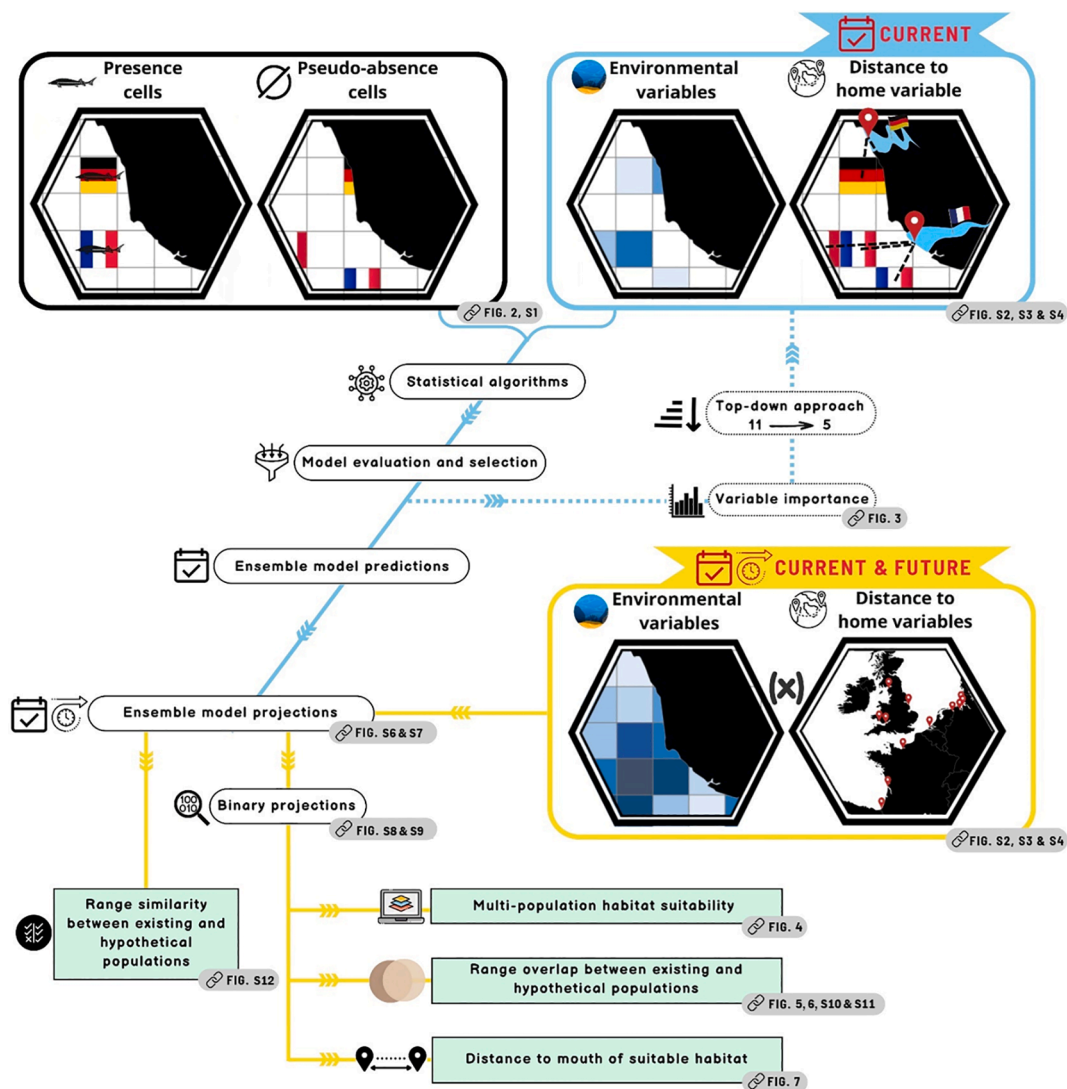 CURRENT
Presence
cells
Pseudo-absence
cells
FIG. 2, S1
Environmental
variables
Distance to
home variable
FIG. S2, S3 & S4
Statistical algorithms
Top-down approach
11 → 5
Model evaluation and selection
Variable importance
FIG. 3
Ensemble model predictions
CURRENT & FUTURE
Environmental
variables
Distance to
home variables
(x)
FIG. S2, S3 & S4
Ensemble model projections
FIG. S6 & S7
100
010
Binary projections
FIG. S8 & S9
Range similarity
between existing and
hypothetical
populations
FIG. S12
Multi-population habitat suitability
FIG. 4
Range overlap between existing and
hypothetical populations
FIG. 5, 6, S10 & S11
Distance to mouth of suitable habitat
FIG. 7